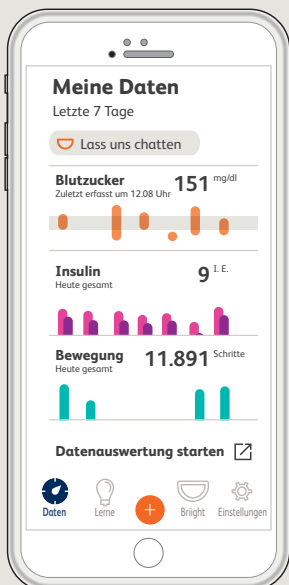 Meine Daten
Letzte 7 Tage
Lass uns chatten
Blutzucker 151 mg/dl
Zuletzt erfasst um 12.08 Uhr
Insulin 9 I. E.
Heute gesamt
Bewegung 11.891 Schritte
Heute gesamt
Datenauswertung starten
Daten Lerne + Briight Einstellungen